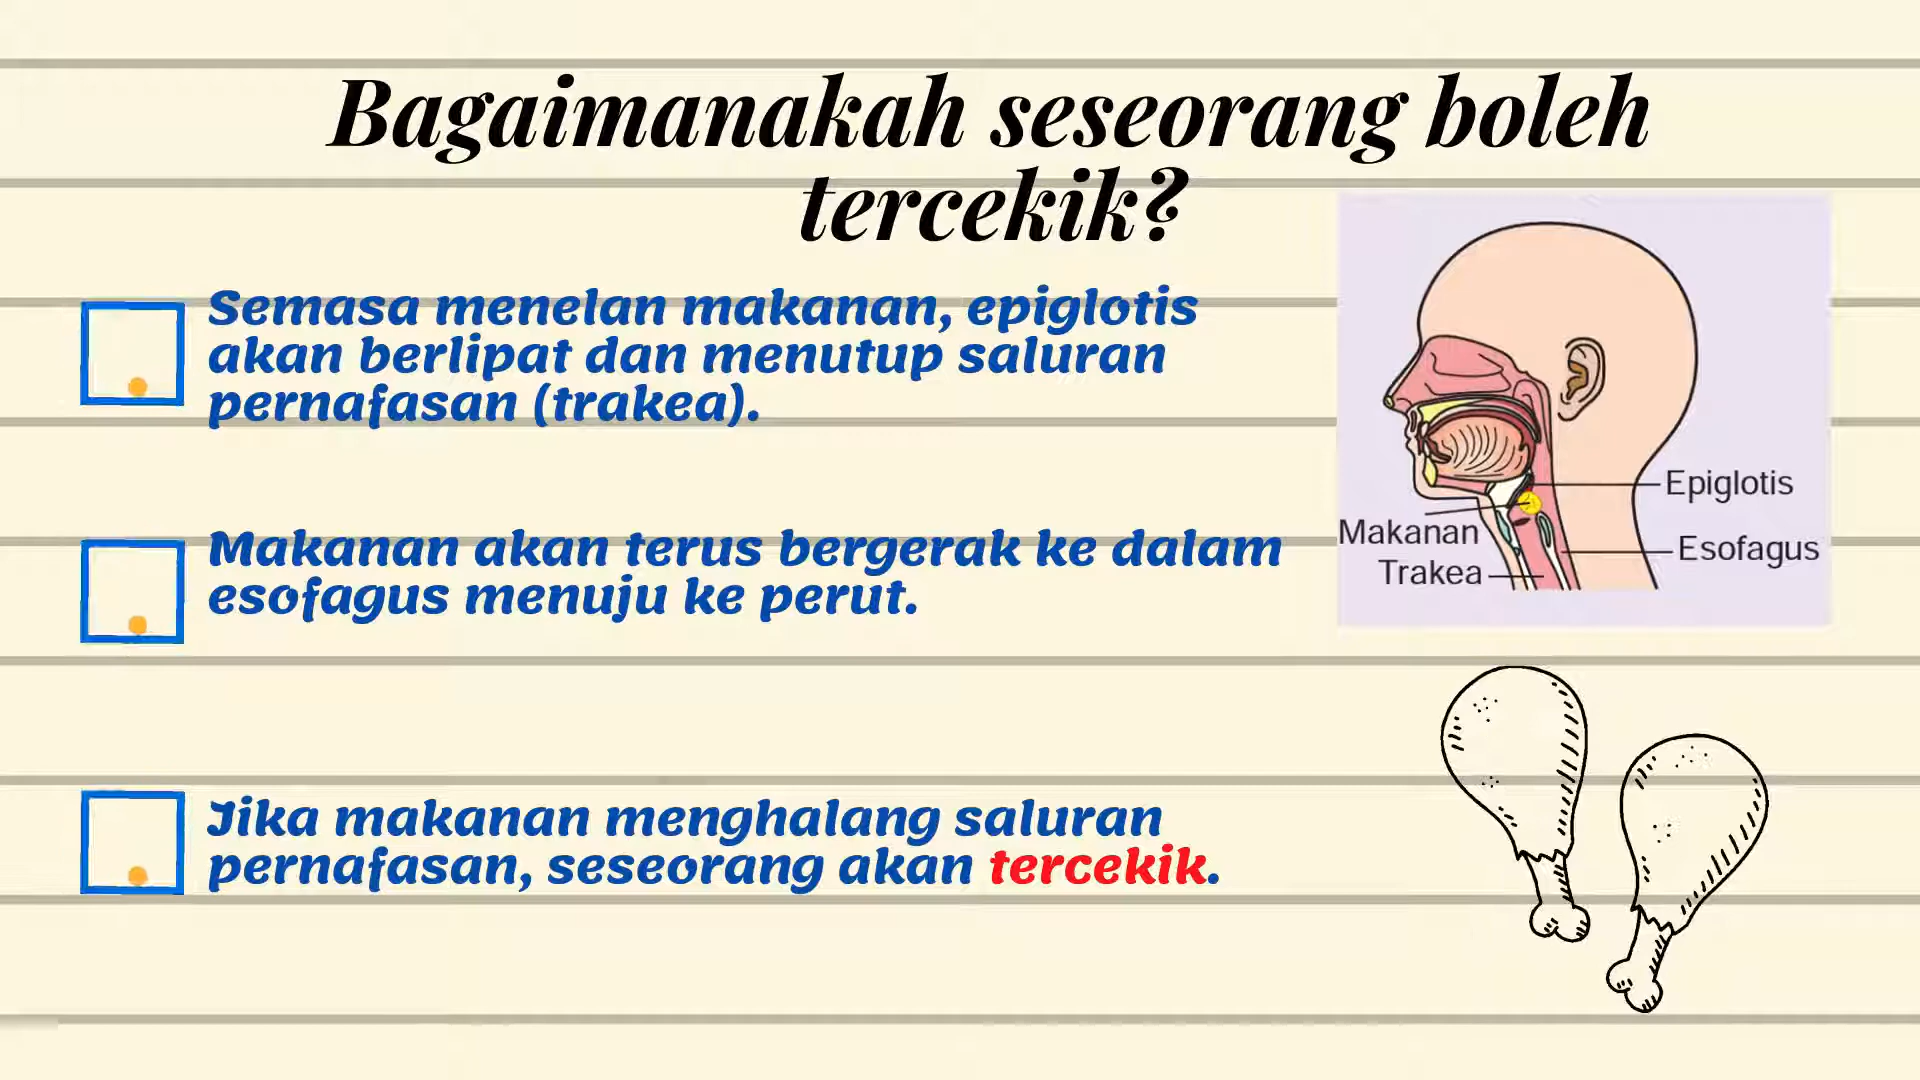 Bagaimanakah seseorang boleh
tercekik?
Semasa menelan makanan, epiglotis
akan berlipat dan menutup saluran
pernafasan (trakea).
Makanan akan terus bergerak ke dalam
esofagus menuju ke perut.
Jika makanan menghalang saluran
pernafasan, seseorang akan tercekik.
Epiglotis
Makanan
Esofagus
Trakea